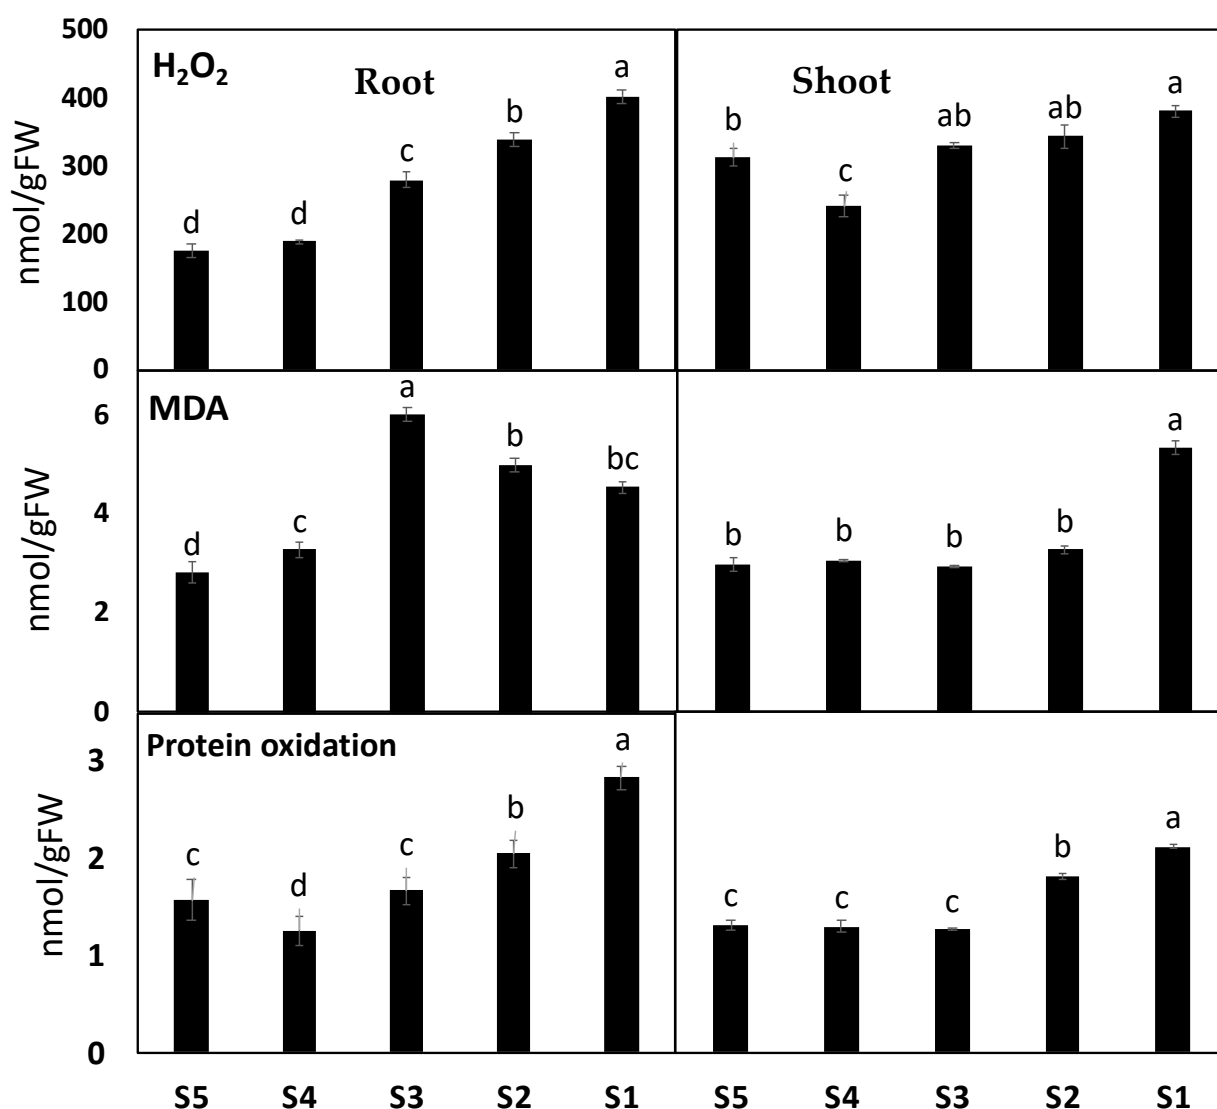 500
H₂O₂ Root Shoot
a a
400
b ab ab
b
c
300
c
nmol/gFW
d d
200
100
0
MDA a
6
a
b
bc
4
c
d b b b b
nmol/gFW
2
0
Protein oxidation a
3
a
b
b
2
c c
d
c c c
nmol/gFW
1
0
S5 S4 S3 S2 S1 S5 S4 S3 S2 S1